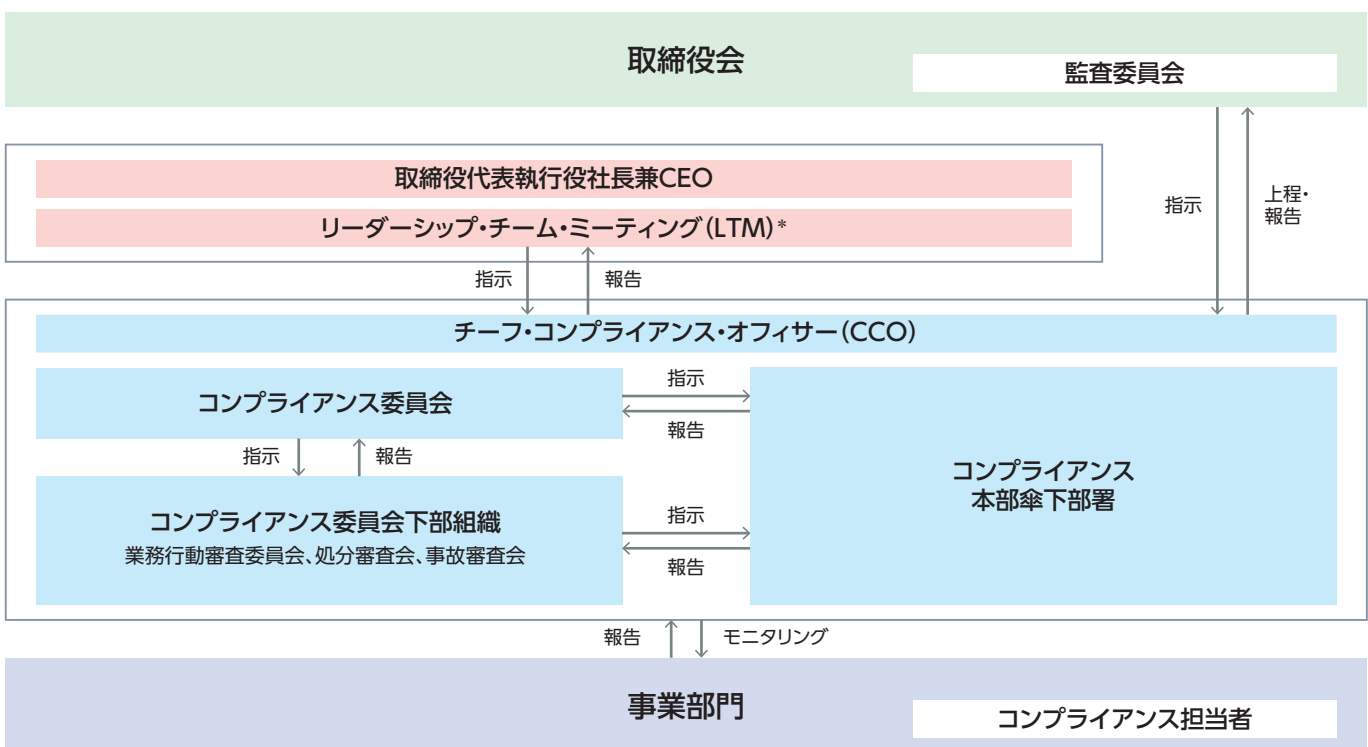 取締役会
監査委員会
取締役代表執行役社長兼CEO
リーダーシップ・チーム・ミーティング(LTM)*
指示
上程・
報告
指示
報告
チーフ・コンプライアンス・オフィサー(CCO)
コンプライアンス委員会
指示
報告
指示
報告
コンプライアンス
本部傘下部署
コンプライアンス委員会下部組織
業務行動審査委員会、処分審査会、事故審査会
指示
報告
報告
モニタリング
事業部門
コンプライアンス担当者